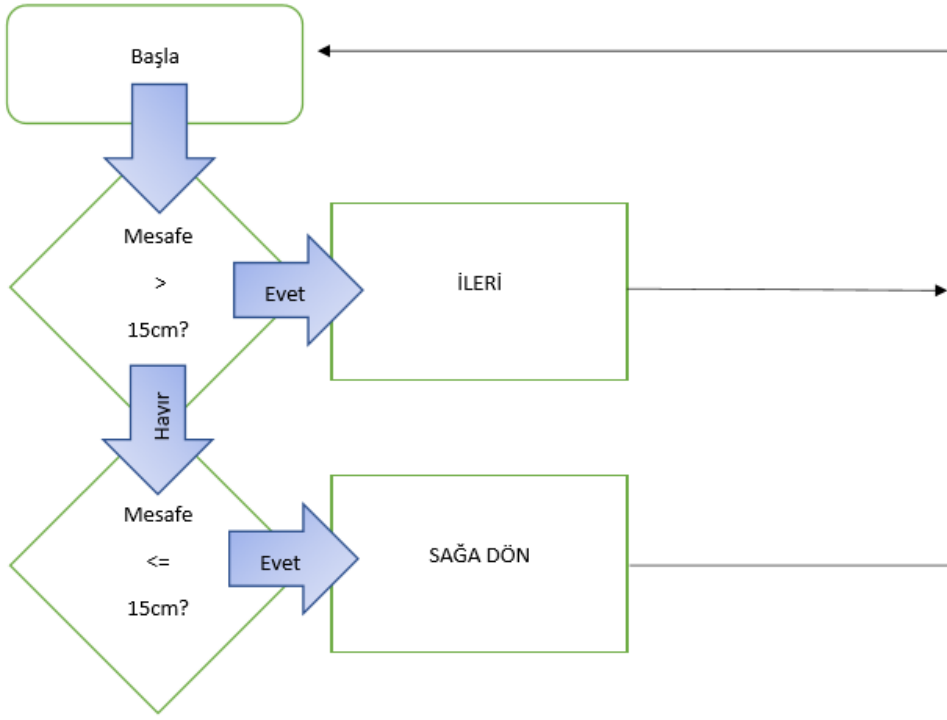 Başla
Mesafe
>
15cm?
Evet
İLERİ
Hayır
Mesafe
<=
15cm?
Evet
SAĞA DÖN